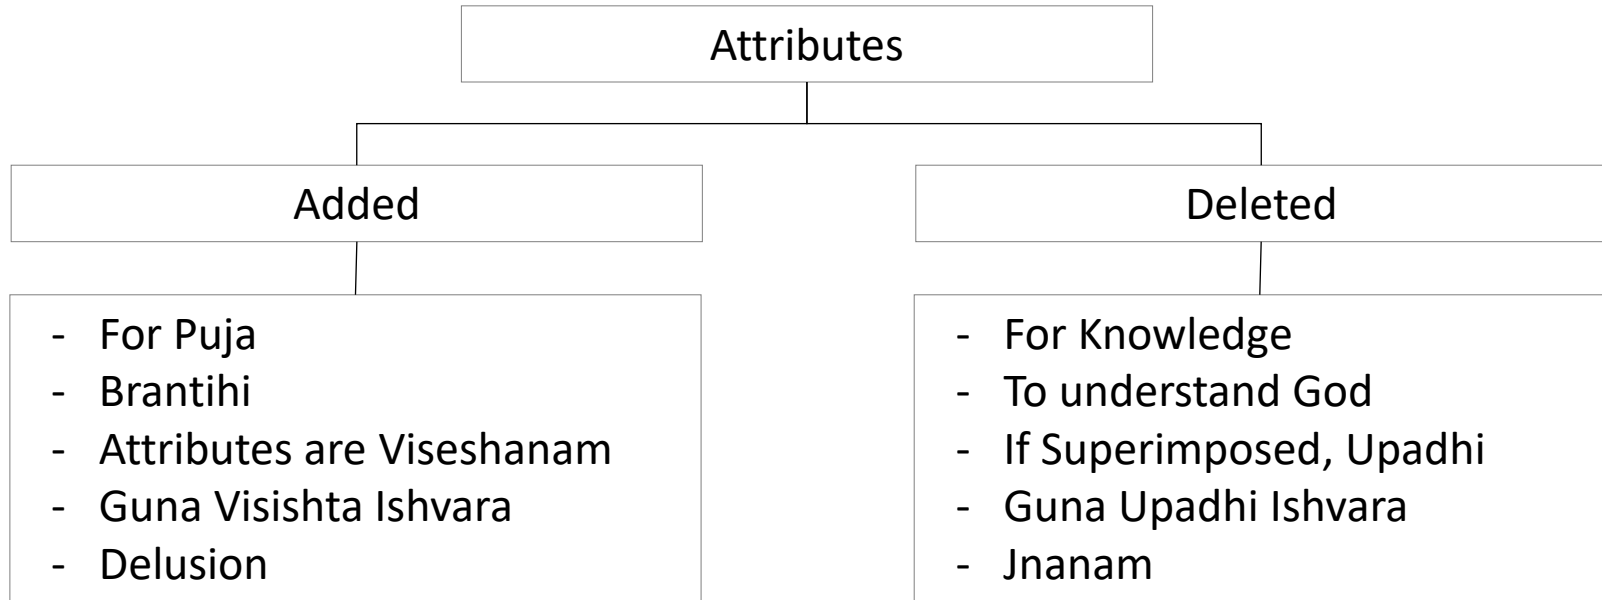 Attributes
Added
Deleted
- For Puja
- Brantihi
- Attributes are Viseshanam
- Guna Visishta Ishvara
- Delusion
- For Knowledge
- To understand God
- If Superimposed, Upadhi
- Guna Upadhi Ishvara
- Jnanam